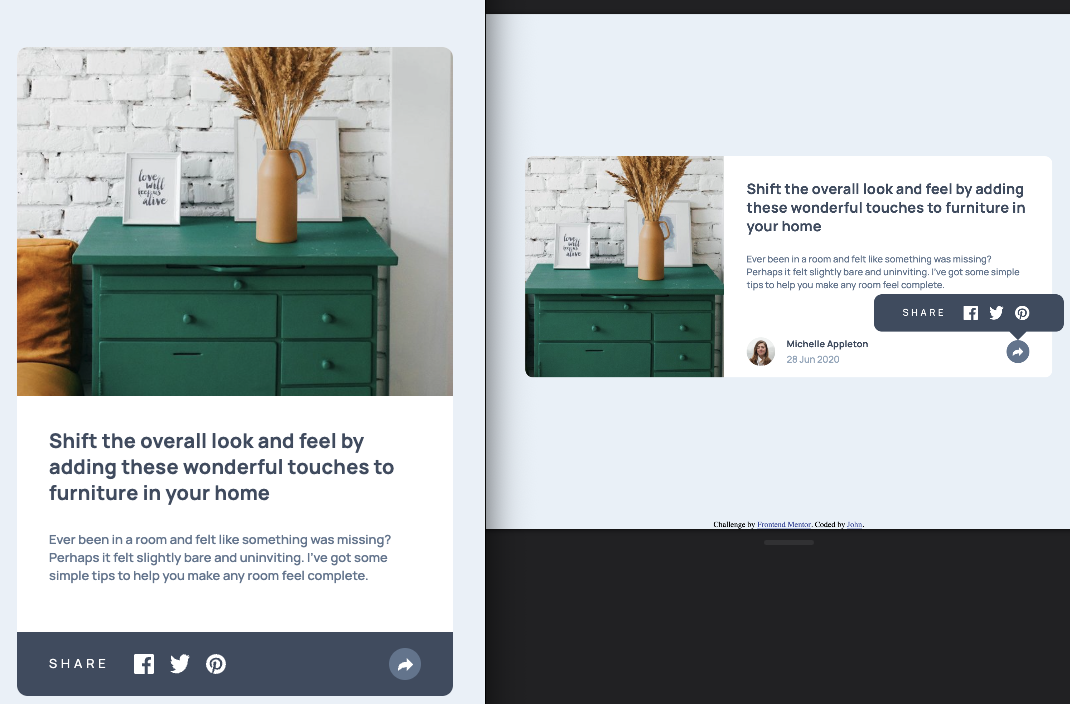 love
will
keep us
alive
Shift the overall look and feel by
adding these wonderful touches to
furniture in your home
Ever been in a room and felt like something was missing?
Perhaps it felt slightly bare and uninviting. I've got some
simple tips to help you make any room feel complete.
SHARE
love
will
keep us
alive
Shift the overall look and feel by adding
these wonderful touches to furniture in
your home
Ever been in a room and felt like something was missing?
Perhaps it felt slightly bare and uninviting. I've got some simple
tips to help you make any room feel complete.
SHARE
Michelle Appleton
28 Jun 2020
Challenge by Frontend Mentor. Coded by John.